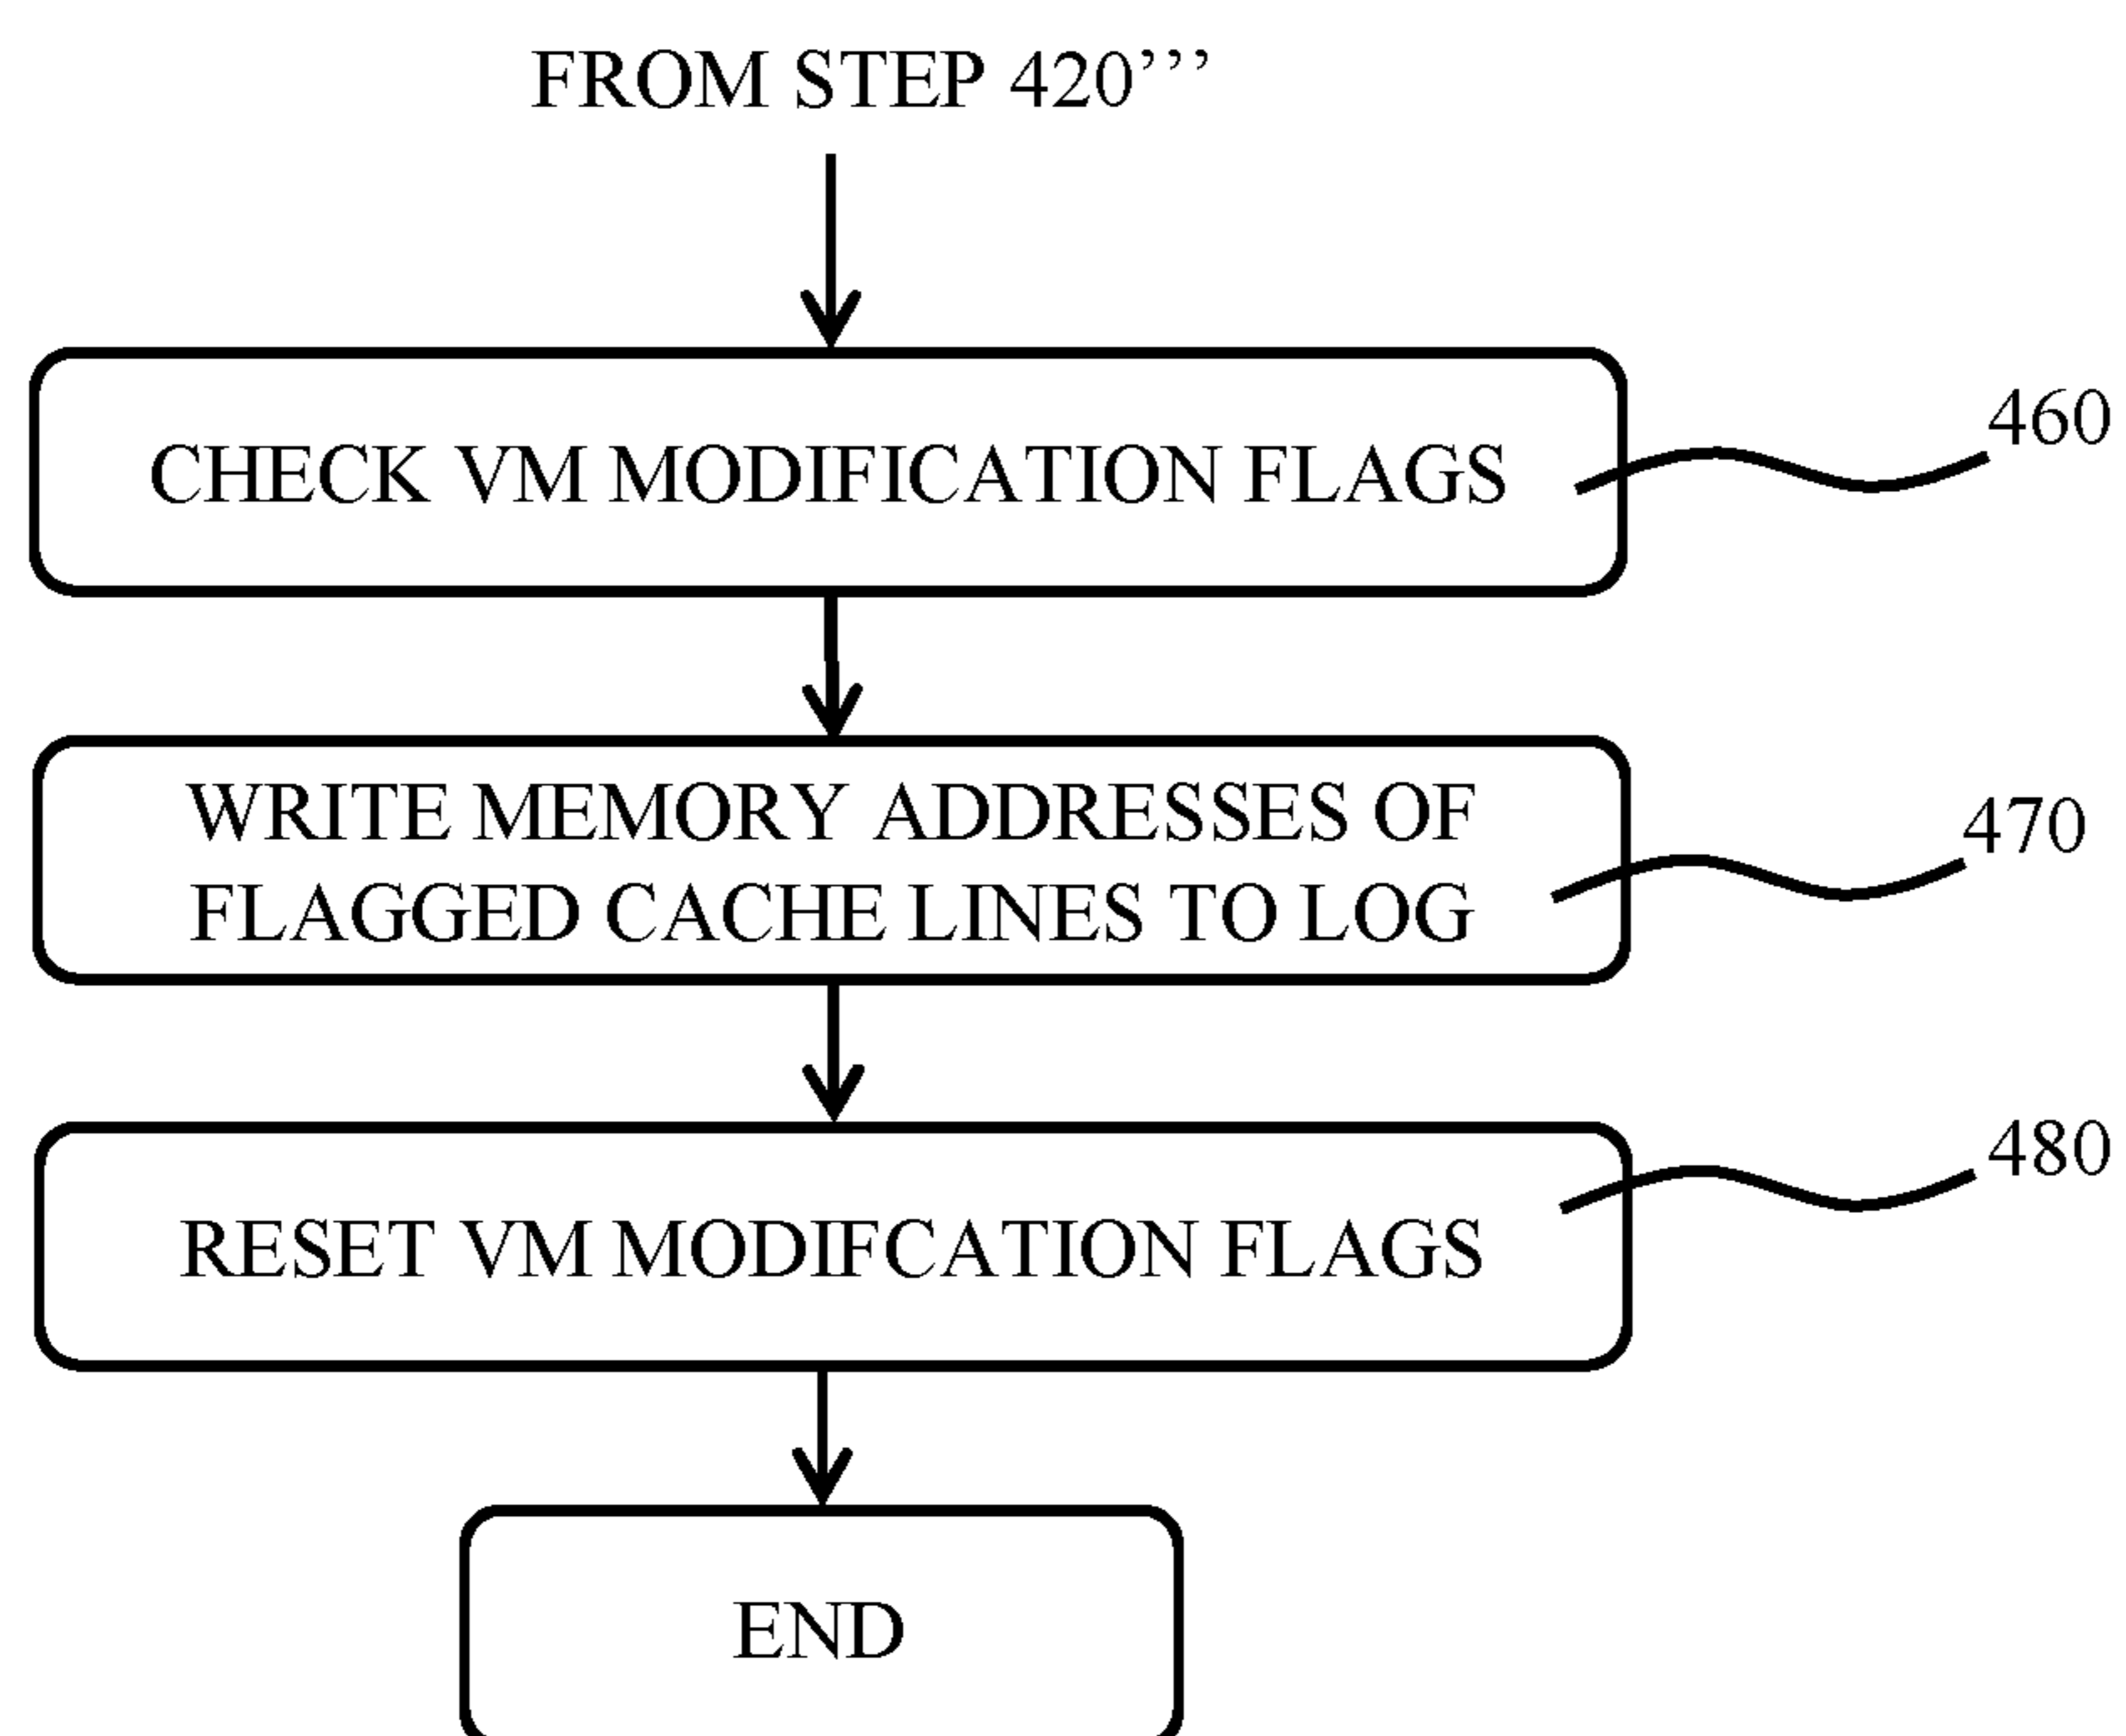 FROM STEP 420’’’
460
CHECK VM MODIFICATION FLAGS
WRITE MEMORY ADDRESSES OF
FLAGGED CACHE LINES TO LOG
470
480
RESET VM MODIFCATION FLAGS
END